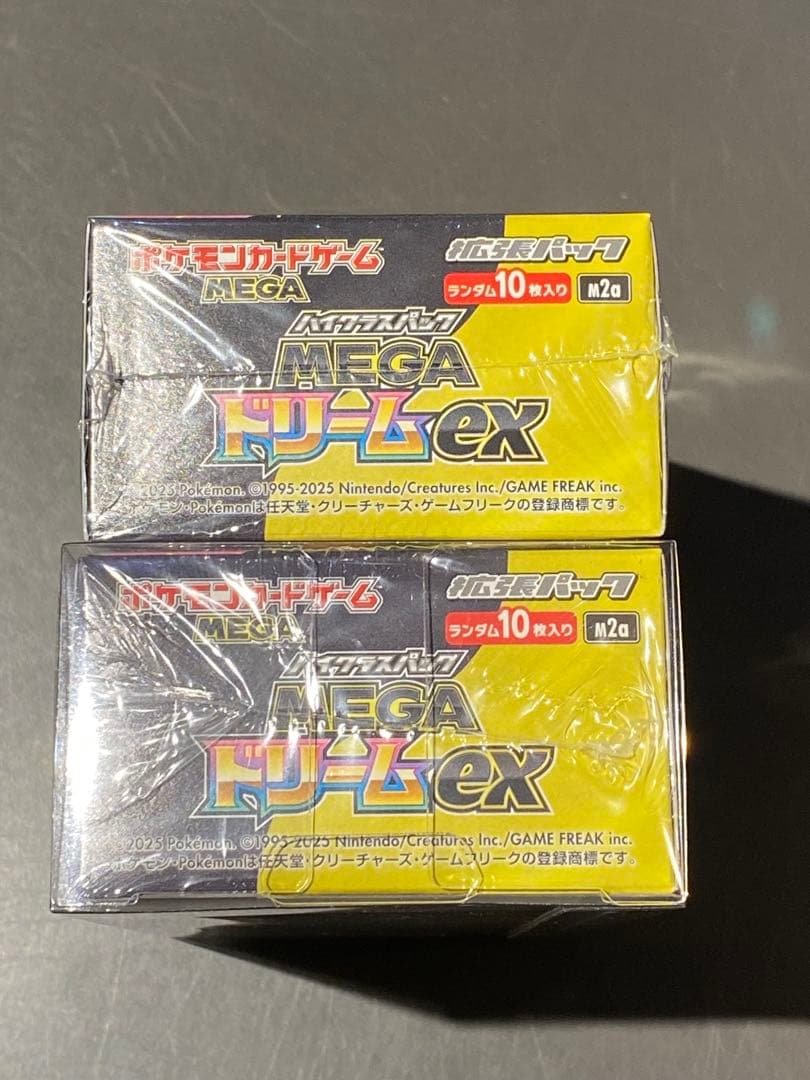 ポケモンカードゲーム
MEGA
拡張パック
ランダム10枚入り
M2a
ハイクラスパック
MEGA
ドリームex
2025 Pokémon. ©1995-2025 Nintendo/Creatures Inc./GAME FREAK inc.
ポケモン・Pokémonは任天堂・クリーチャーズ・ゲームフリークの登録商標です。
ポケモンカードゲーム
MEGA
拡張パック
ランダム10枚入り
M2a
ハイクラスパック
MEGA
ドリームex
©2025 Pokémon. ©1995-2025 Nintendo/Creatures Inc./GAME FREAK inc.
ポケモン・Pokémonは任天堂・クリーチャーズ・ゲームフリークの登録商標です。